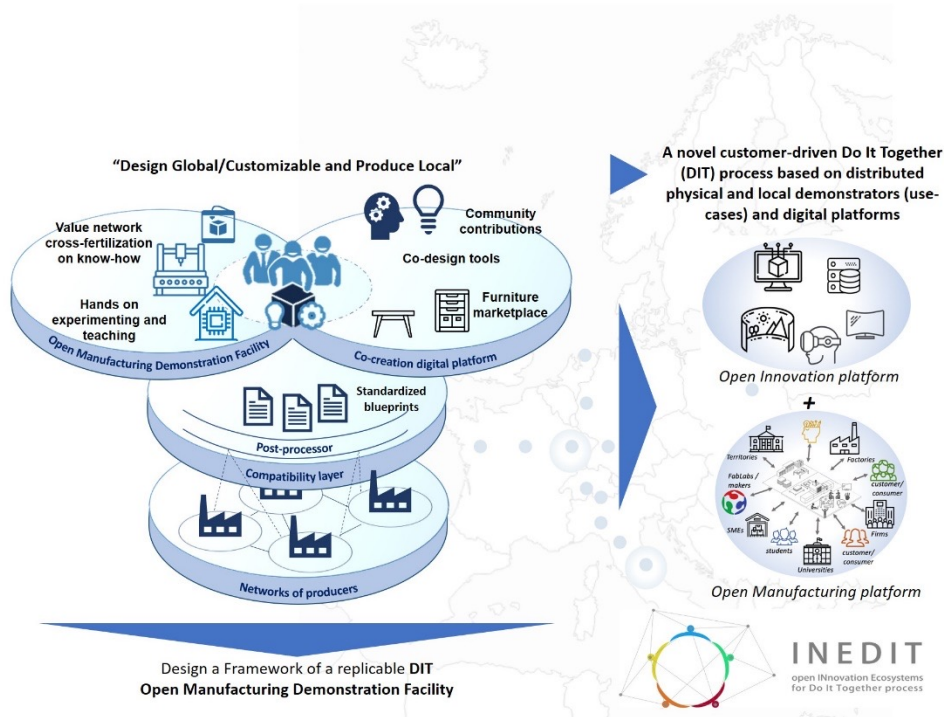 “Design Global/Customizable and Produce Local”
Value network
cross-fertilization
on know-how
Hands on
experimenting and
teaching
Open Manufacturing Demonstration Facility
Community
contributions
Co-design tools
Furniture
marketplace
Co-creation digital platform
Standardized
blueprints
Post-processor
Compatibility layer
Networks of producers
Design a Framework of a replicable DIT
Open Manufacturing Demonstration Facility
A novel customer-driven Do It Together
(DIT) process based on distributed
physical and local demonstrators (use-
cases) and digital platforms
Open Innovation platform
+
Territories
Factories
FabLabs /
makers
customer/
consumer
SMEs
Firms
students
customer/
consumer
Universities
Open Manufacturing platform
INEDIT
open INnovation Ecosystems
for Do It Together process